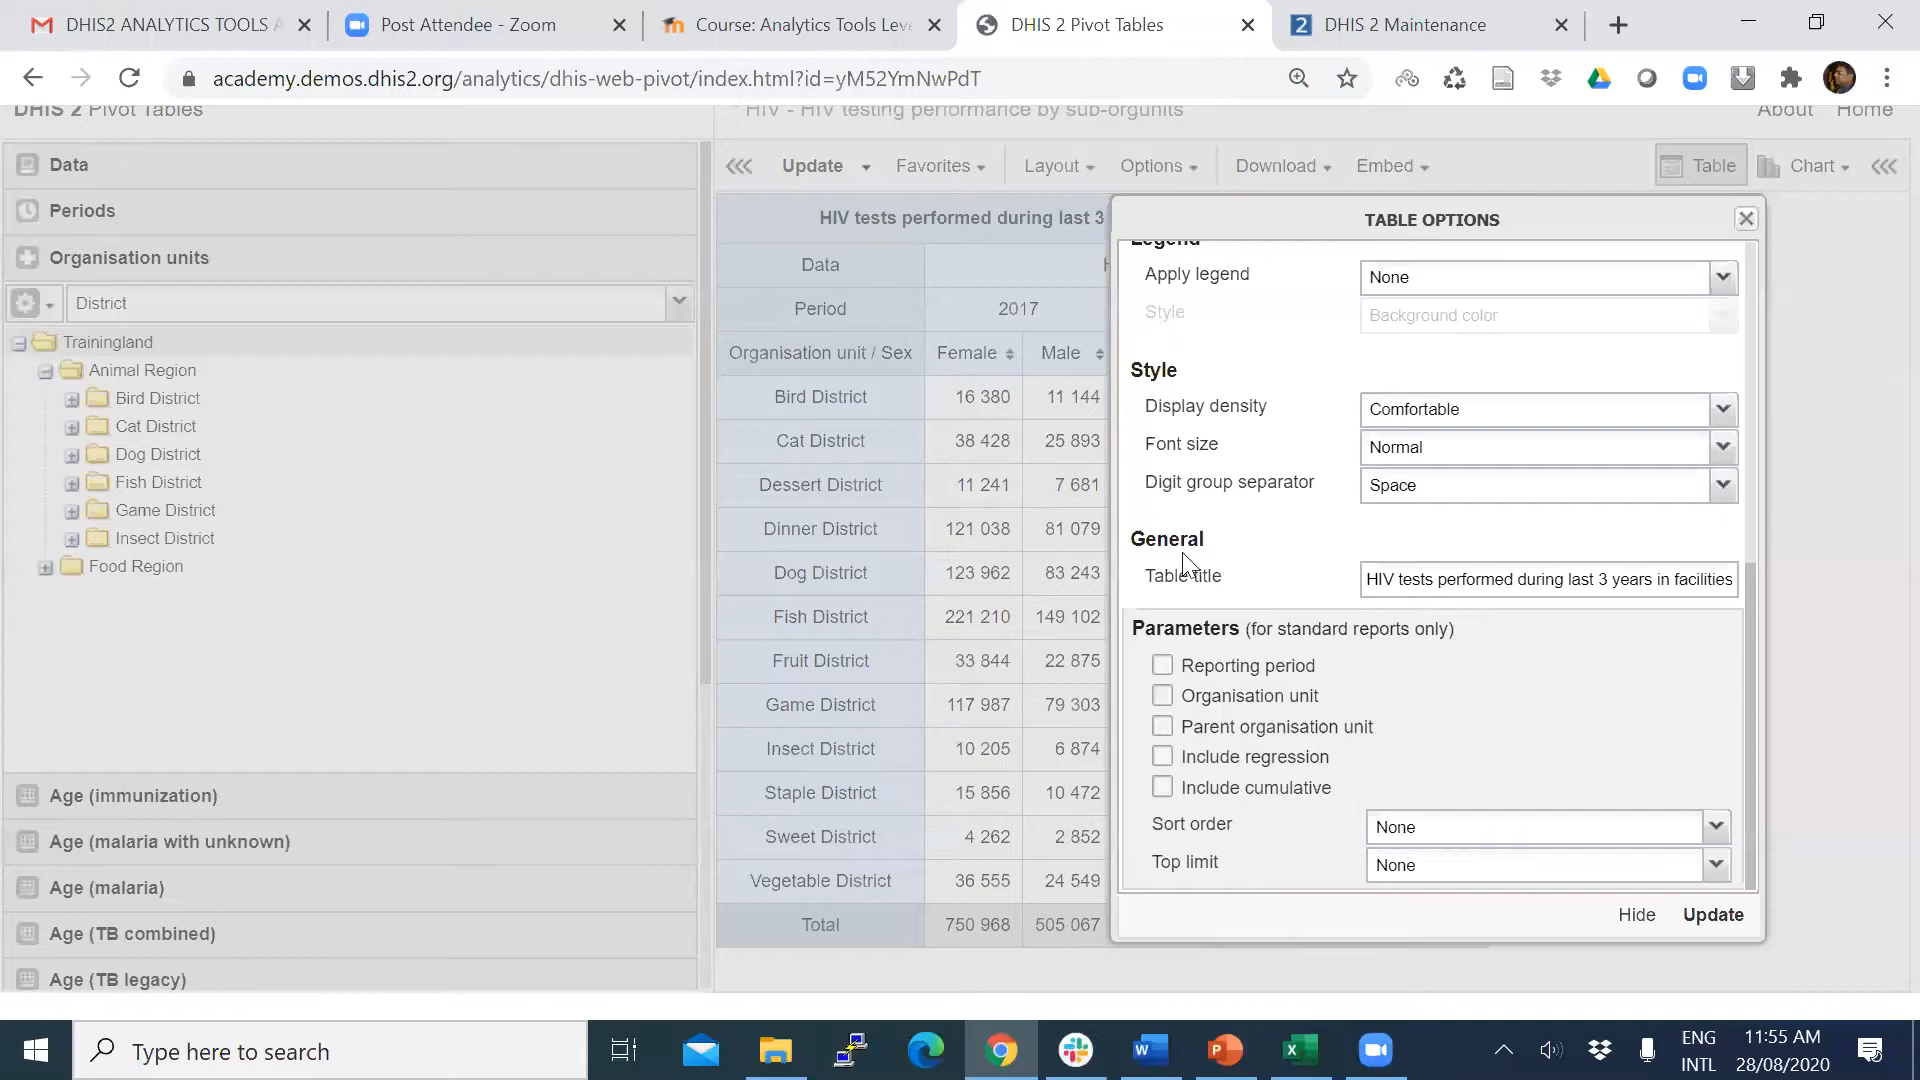 DHIS2 ANALYTICS TOOLS A
Post Attendee - Zoom
Course: Analytics Tools Leve
DHIS 2 Pivot Tables
DHIS 2 Maintenance
academy.demos.dhis2.org/analytics/dhis-web-pivot/index.html?id=yM52YmNwPdT
DHIS 2 Pivot Tables
* HIV - HIV testing performance by sub-orgunits
About Home
Data
Periods
Organisation units
District
Trainingland
Animal Region
Bird District
Cat District
Dog District
Fish District
Game District
Insect District
Food Region
Age (immunization)
Age (malaria with unknown)
Age (malaria)
Age (TB combined)
Age (TB legacy)
Update Favorites Layout Options Download Embed Table Chart
HIV tests performed during last 3
Data H
Period 2017
Organisation unit / Sex Female Male
Bird District 16 380 11 144
Cat District 38 428 25 893
Dessert District 11 241 7 681
Dinner District 121 038 81 079
Dog District 123 962 83 243
Fish District 221 210 149 102
Fruit District 33 844 22 875
Game District 117 987 79 303
Insect District 10 205 6 874
Staple District 15 856 10 472
Sweet District 4 262 2 852
Vegetable District 36 555 24 549
Total 750 968 505 067
TABLE OPTIONS
Legend
Apply legend None
Style Background color
Style
Display density Comfortable
Font size Normal
Digit group separator Space
General
Table title HIV tests performed during last 3 years in facilities
Parameters (for standard reports only)
Reporting period
Organisation unit
Parent organisation unit
Include regression
Include cumulative
Sort order None
Top limit None
Hide Update
Type here to search
ENG
INTL
11:55 AM
28/08/2020